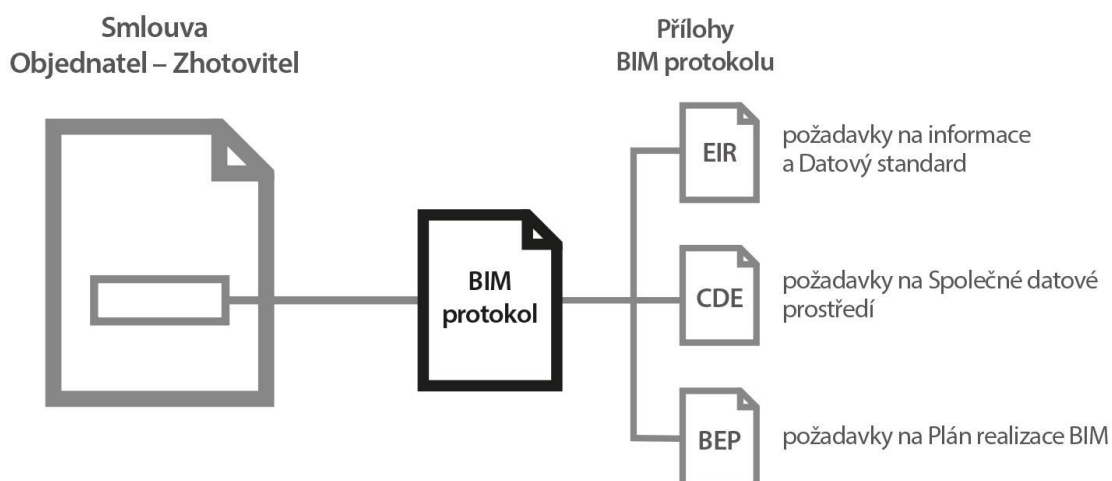 Smlouva
Objednatel – Zhotovitel
Přílohy
BIM protokolu
BIM
protokol
EIR
požadavky na informace
a Datový standard
CDE
požadavky na Společné datové
prostředí
BEP
požadavky na Plán realizace BIM